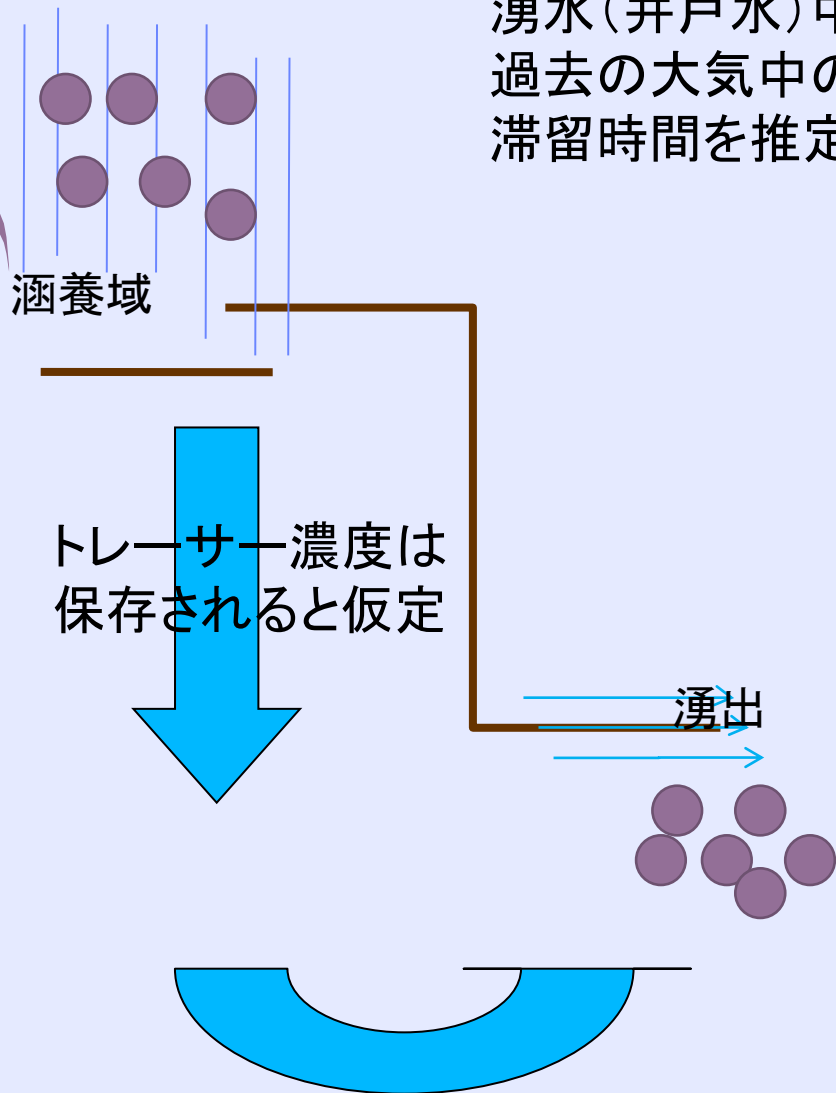 湧水（井戸水）中
過去の大気中の
滞留時間を推定
涵養域
トレーサー濃度は
保存されると仮定
湧出